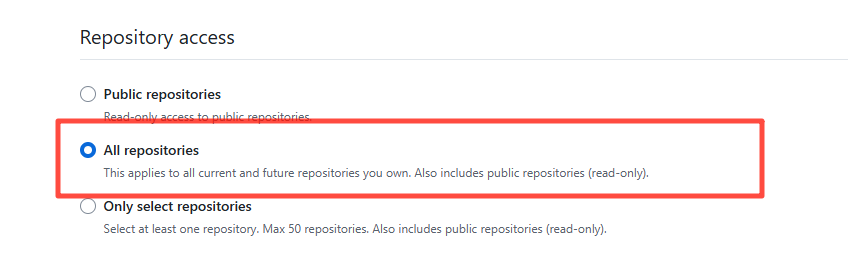 Repository access
Public repositories
Read-only access to public repositories.
All repositories
This applies to all current and future repositories you own. Also includes public repositories (read-only).
Only select repositories
Select at least one repository. Max 50 repositories. Also includes public repositories (read-only).